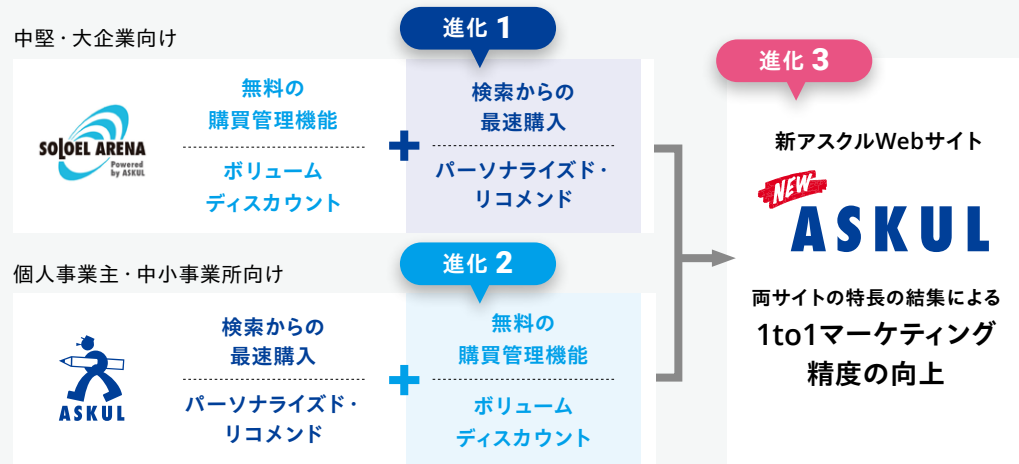 中堅・大企業向け
進化 1
SOLOEL ARENA
Powered
by ASKUL
無料の
購買管理機能
ボリューム
ディスカウント
+
検索からの
最速購入
パーソナライズド・
リコメンド
個人事業主・中小事業所向け
進化 2
ASKUL
検索からの
最速購入
パーソナライズド・
リコメンド
+
無料の
購買管理機能
ボリューム
ディスカウント
進化 3
新アスクルWebサイト
NEW
ASKUL
両サイトの特長の結集による
1to1マーケティング
精度の向上